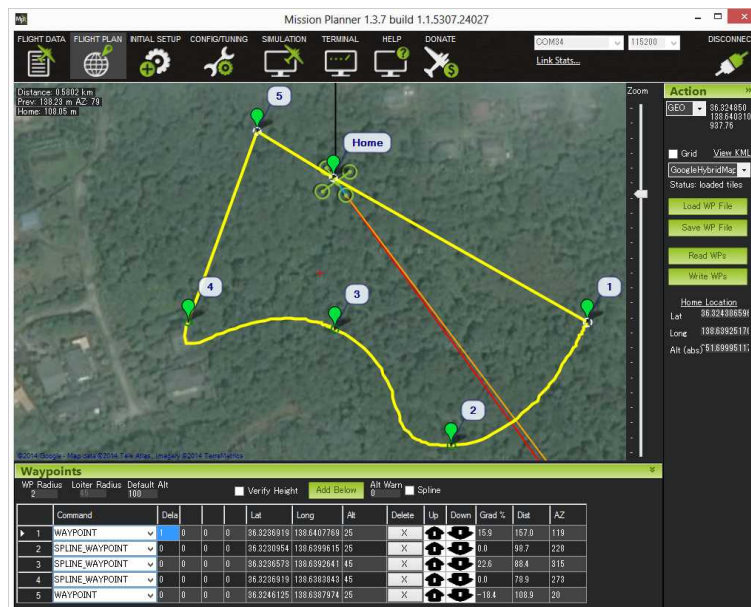 Mission Planner 1.3.7 build 1.1.5307.24027
FLIGHT DATA FLIGHT PLAN INITIAL SETUP CONFIG/TUNING SIMULATION TERMINAL HELP DONATE
COM34 115200 DISCONNECT
Link Stats...
Distance: 0.5802 km
Prev: 138.23 m AZ: 79
Home: 108.05 m
Zoom
5
Home
4
3
1
2
©2014 Google - Map data ©2014 Tele Atlas, Imagery ©2014 TerraMetrics
Action
GEO 36.324850
138.640310
937.76
Grid View KML
GoogleHybridMap
Status: loaded tiles
Load WP File
Save WP File
Read WPs
Write WPs
Home Location
Lat 36.324386596
Long 138.63925170
Alt (abs)
Waypoints
WP Radius Loiter Radius Default Alt
2 45 100 Verify Height Add Below Alt Warn 0 Spline
Command Dela Lat Long Alt Delete Up Down Grad % Dist AZ
1 WAYPOINT 1 0 0 0 36.3236919 138.6407769 25 X 15.9 157.0 119
2 SPLINE_WAYPOINT 0 0 0 0 36.3230954 138.6399615 25 X 0.0 98.7 228
3 SPLINE_WAYPOINT 0 0 0 0 36.3236573 138.6392641 45 X 22.6 88.4 315
4 SPLINE_WAYPOINT 0 0 0 0 36.3236919 138.6383843 45 X 0.0 78.9 273
5 WAYPOINT 0 0 0 0 36.3246125 138.6387974 25 X -18.4 108.9 20